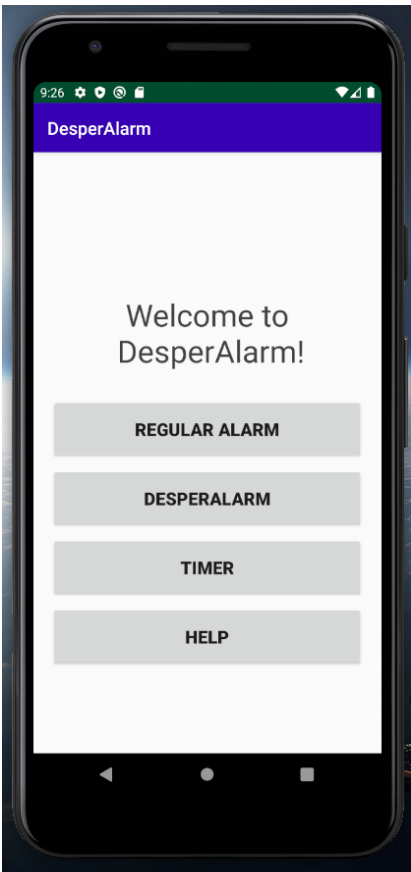 9:26
DesperAlarm
Welcome to
DesperAlarm!
REGULAR ALARM
DESPERALARM
TIMER
HELP